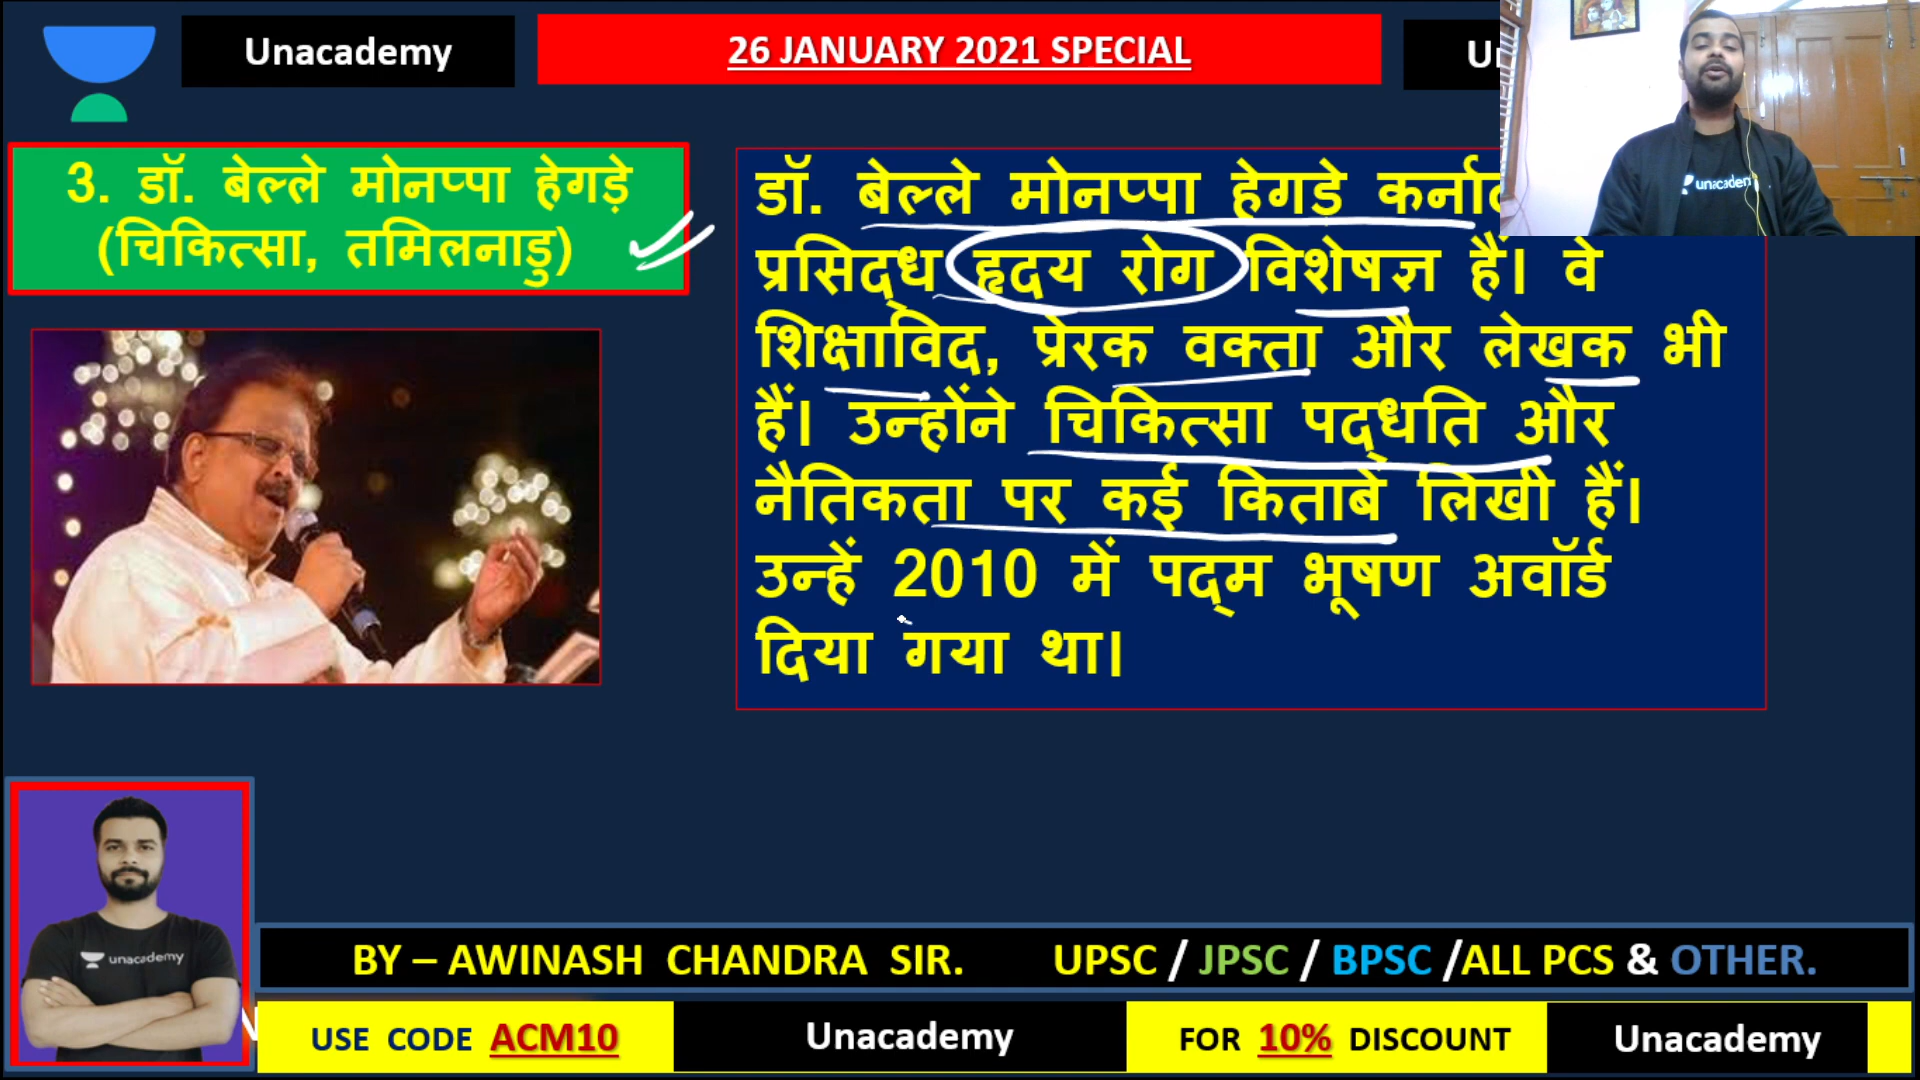 Unacademy
26 JANUARY 2021 SPECIAL
3. डॉ. बेल्ले मोनप्पा हेगड़े
(चिकित्सा, तमिलनाडु)
डॉ. बेल्ले मोनप्पा हेगड़े
प्रसिद्ध हृदय रोग विशेषज्ञ हैं। वे
शिक्षाविद, प्रेरक वक्ता और लेखक भी
हैं। उन्होंने चिकित्सा पद्धति और
नैतिकता पर कई किताबें लिखी हैं।
उन्हें 2010 में पद्म भूषण अवॉर्ड
दिया गया था।
unacademy
BY – AWINASH CHANDRA SIR. UPSC / JPSC / BPSC /ALL PCS & OTHER.
USE CODE ACM10 Unacademy FOR 10% DISCOUNT Unacademy